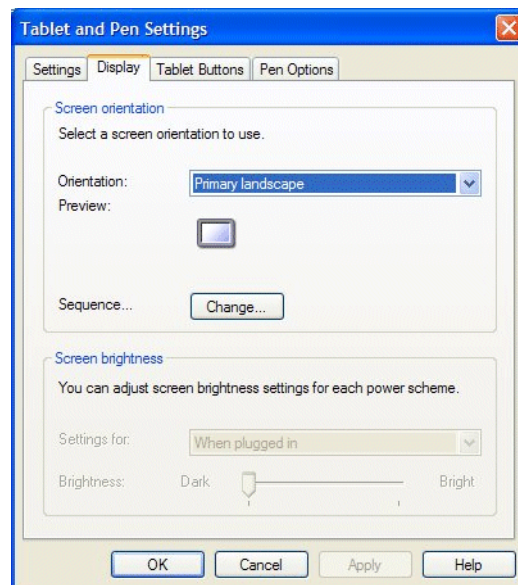 Tablet and Pen Settings
Settings Display Tablet Buttons Pen Options
Screen orientation
Select a screen orientation to use.
Orientation: Primary landscape
Preview:
Sequence... Change...
Screen brightness
You can adjust screen brightness settings for each power scheme.
Settings for: When plugged in
Brightness: Dark Bright
OK Cancel Apply Help